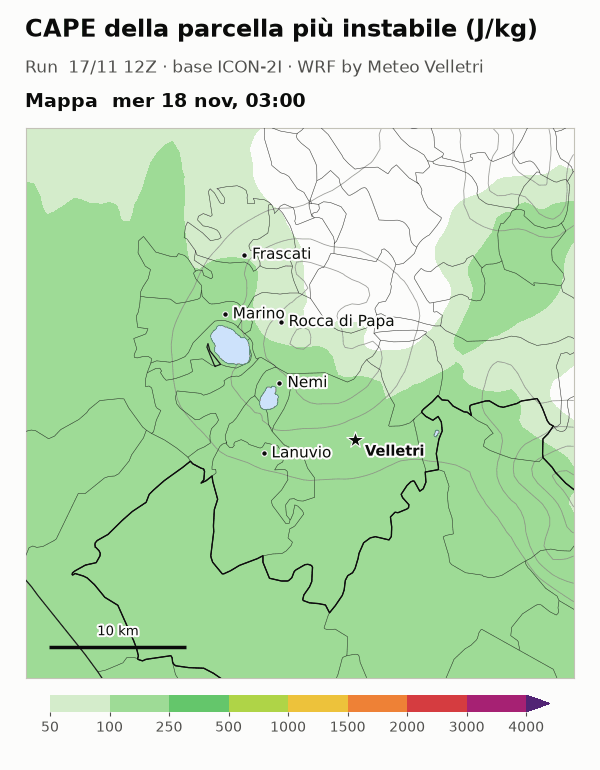 CAPE della parcella più instabile (J/kg)
Run  17/11 12Z · base ICON-2I · WRF by Meteo Velletri
Mappa  mer 18 nov, 03:00
Frascati
Marino
Rocca di Papa
Nemi
Velletri
Lanuvio
10 km
50 100 250 500 1000 1500 2000 3000 4000